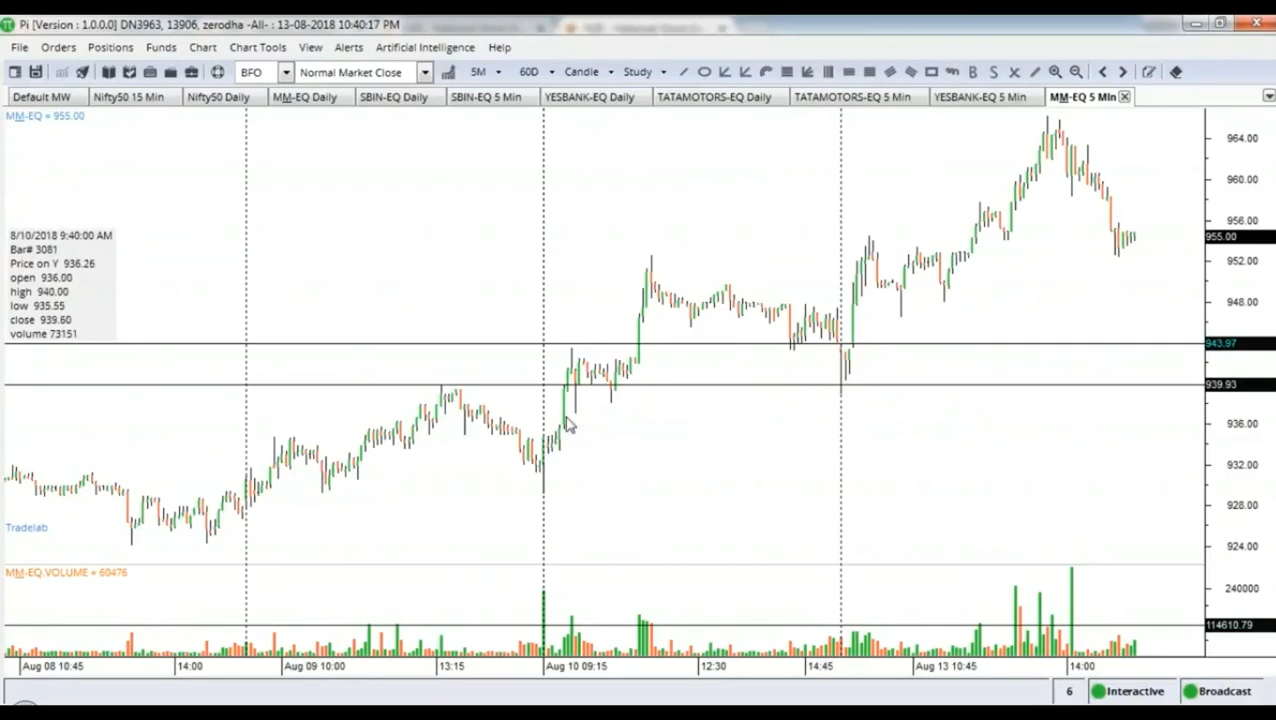 Pi [Version : 1.0.0.0] DN3963, 13906, zerodha -All- : 13-08-2018 10:40:17 PM
File Orders Positions Funds Chart Chart Tools View Alerts Artificial Intelligence Help
BFO Normal Market Close 5M 60D Candle Study B S
Default MW Nifty50 15 Min Nifty50 Daily MM-EQ Daily SBIN-EQ Daily SBIN-EQ 5 Min YESBANK-EQ Daily TATAMOTORS-EQ Daily TATAMOTORS-EQ 5 Min YESBANK-EQ 5 Min MM-EQ 5 Min
MM-EQ = 955.00
964.00
960.00
956.00
955.00
952.00
948.00
943.97
939.93
936.00
932.00
928.00
924.00
8/10/2018 9:40:00 AM
Bar# 3081
Price on Y 936.26
open 936.00
high 940.00
low 935.55
close 939.60
volume 73151
Tradelab
MM-EQ.VOLUME = 60476
240000
114610.79
Aug 08 10:45 14:00 Aug 09 10:00 13:15 Aug 10 09:15 12:30 14:45 Aug 13 10:45 14:00
6 Interactive Broadcast